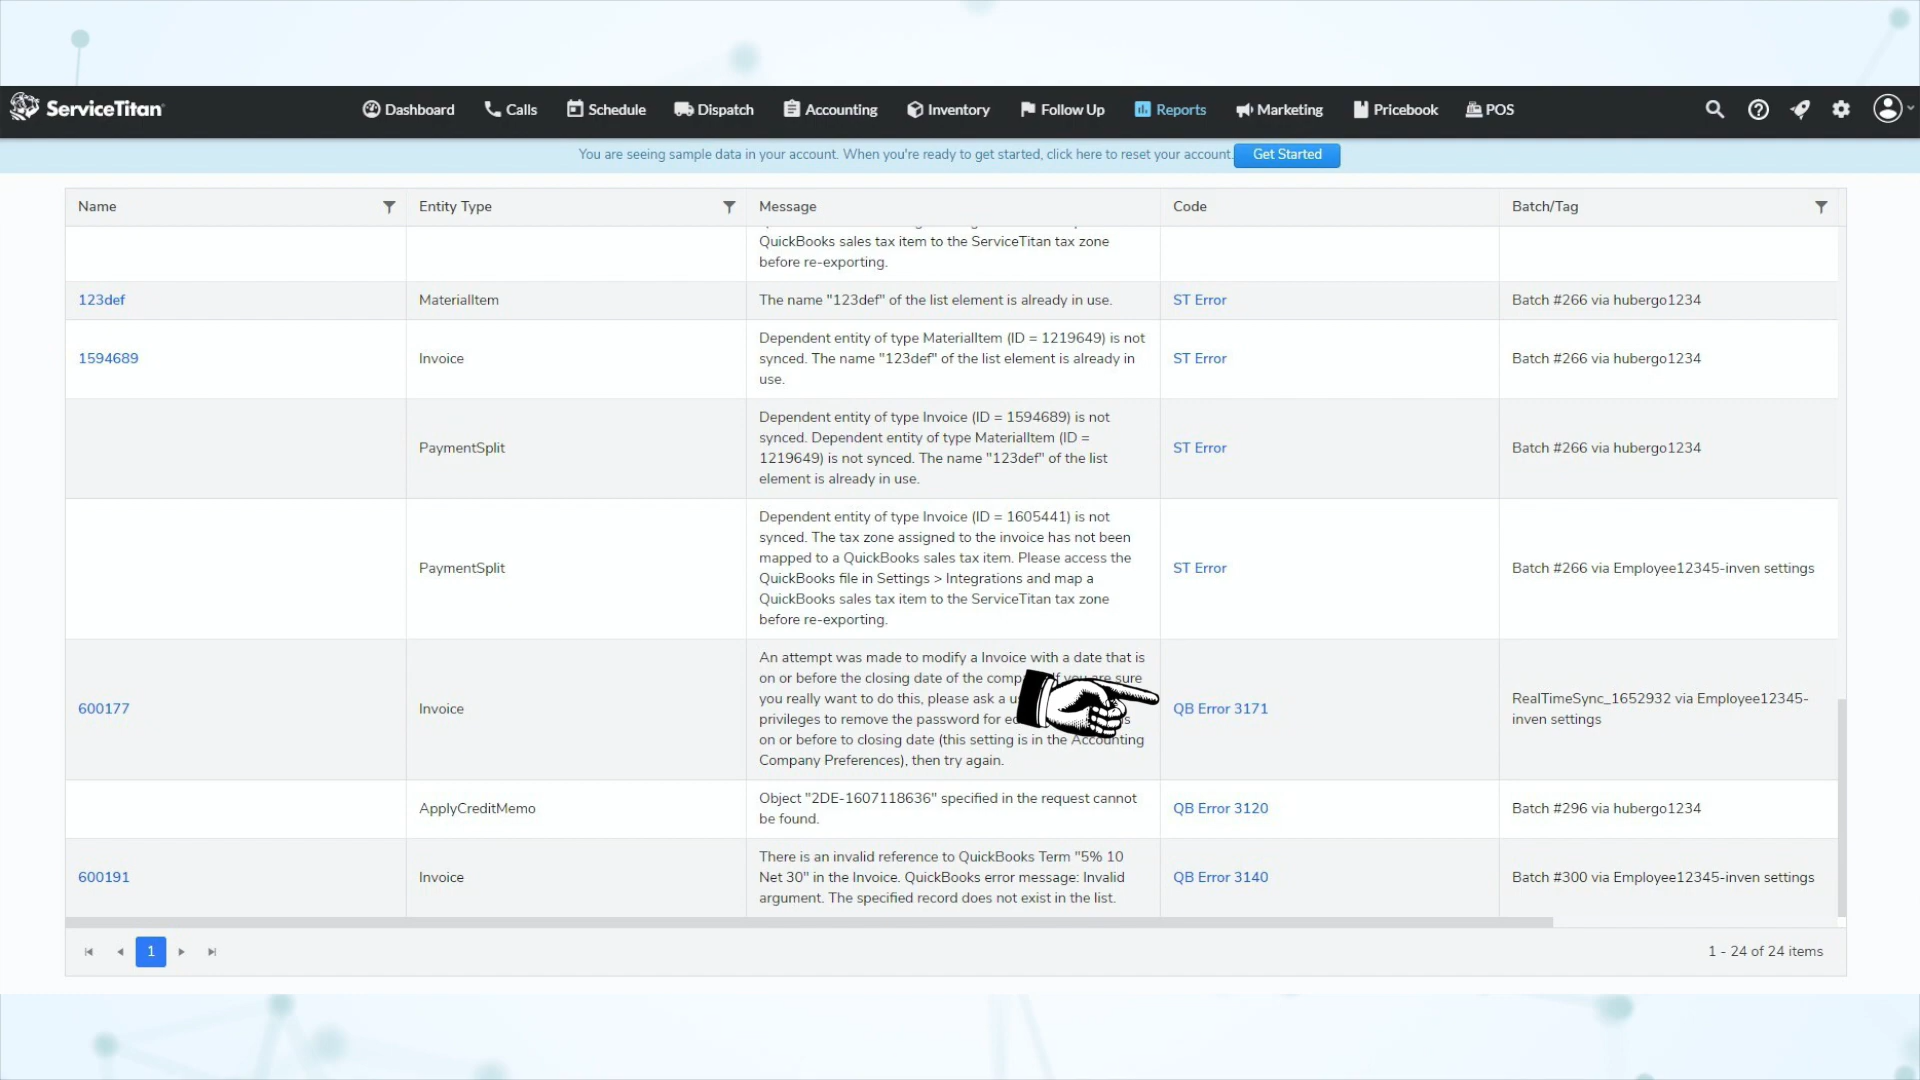 ServiceTitan
Dashboard Calls Schedule Dispatch Accounting Inventory Follow Up Reports Marketing Pricebook POS
You are seeing sample data in your account. When you're ready to get started, click here to reset your account. Get Started
Name Entity Type Message Code Batch/Tag
QuickBooks sales tax item to the ServiceTitan tax zone
before re-exporting.
123def MaterialItem The name "123def" of the list element is already in use. ST Error Batch #266 via hubergo1234
Dependent entity of type MaterialItem (ID = 1219649) is not
1594689 Invoice synced. The name "123def" of the list element is already in ST Error Batch #266 via hubergo1234
use.
Dependent entity of type Invoice (ID = 1594689) is not
synced. Dependent entity of type MaterialItem (ID =
PaymentSplit ST Error Batch #266 via hubergo1234
1219649) is not synced. The name "123def" of the list
element is already in use.
Dependent entity of type Invoice (ID = 1605441) is not
synced. The tax zone assigned to the invoice has not been
mapped to a QuickBooks sales tax item. Please access the
PaymentSplit ST Error Batch #266 via Employee12345-inven settings
QuickBooks file in Settings > Integrations and map a
QuickBooks sales tax item to the ServiceTitan tax zone
before re-exporting.
An attempt was made to modify a Invoice with a date that is
on or before the closing date of the you are sure
you really want to do this, please ask a
600177 Invoice QB Error 3171 RealTimeSync_1652932 via Employee12345-
inven settings
privileges to remove the password for
on or before to closing date (this setting is in the Accounting
Company Preferences), then try again.
Object "2DE-1607118636" specified in the request cannot
ApplyCreditMemo QB Error 3120 Batch #296 via hubergo1234
be found.
There is an invalid reference to QuickBooks Term "5% 10
600191 Invoice Net 30" in the Invoice. QuickBooks error message: Invalid QB Error 3140 Batch #300 via Employee12345-inven settings
argument. The specified record does not exist in the list.
1 1 - 24 of 24 items